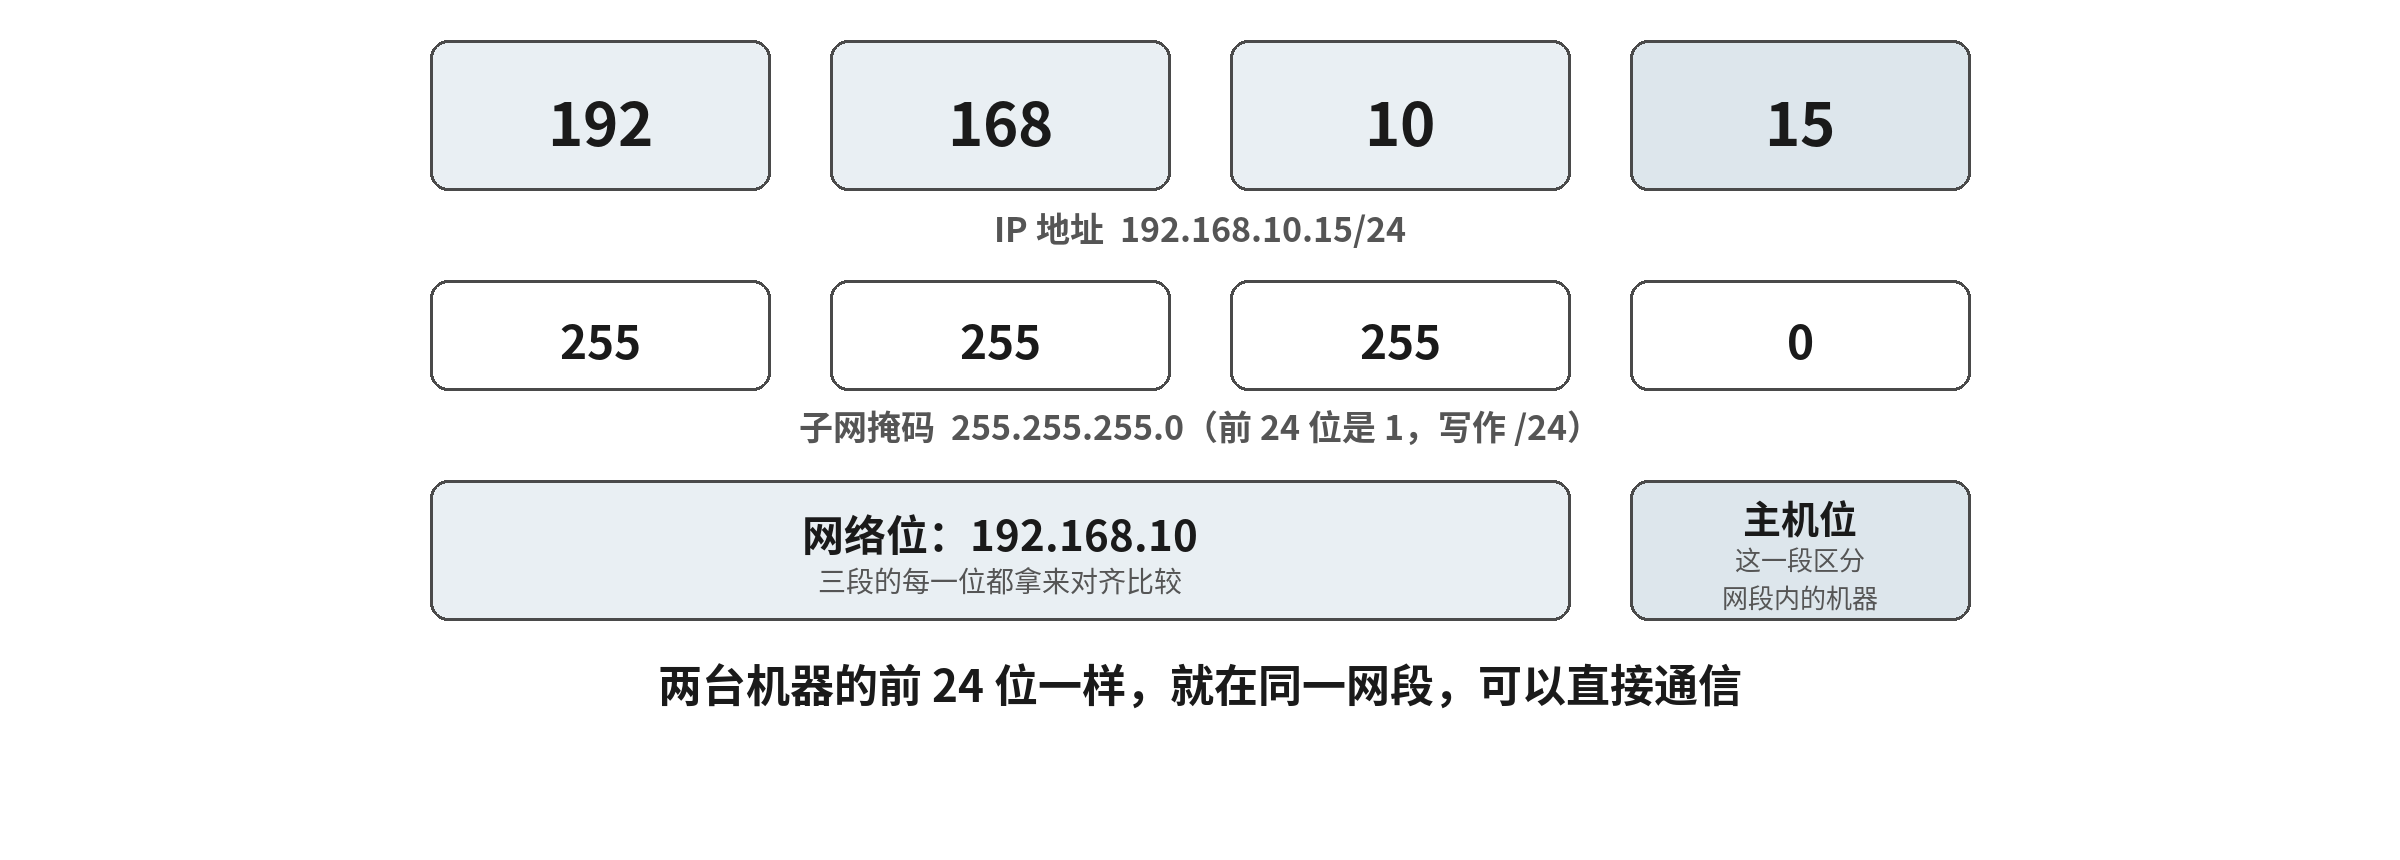 192 168 10 15
IP 地址 192.168.10.15/24
255 255 255 0
子网掩码 255.255.255.0（前 24 位是 1，写作 /24）
网络位：192.168.10
三段的每一位都拿来对齐比较
主机位
这一段区分
网段内的机器
两台机器的前 24 位一样，就在同一网段，可以直接通信